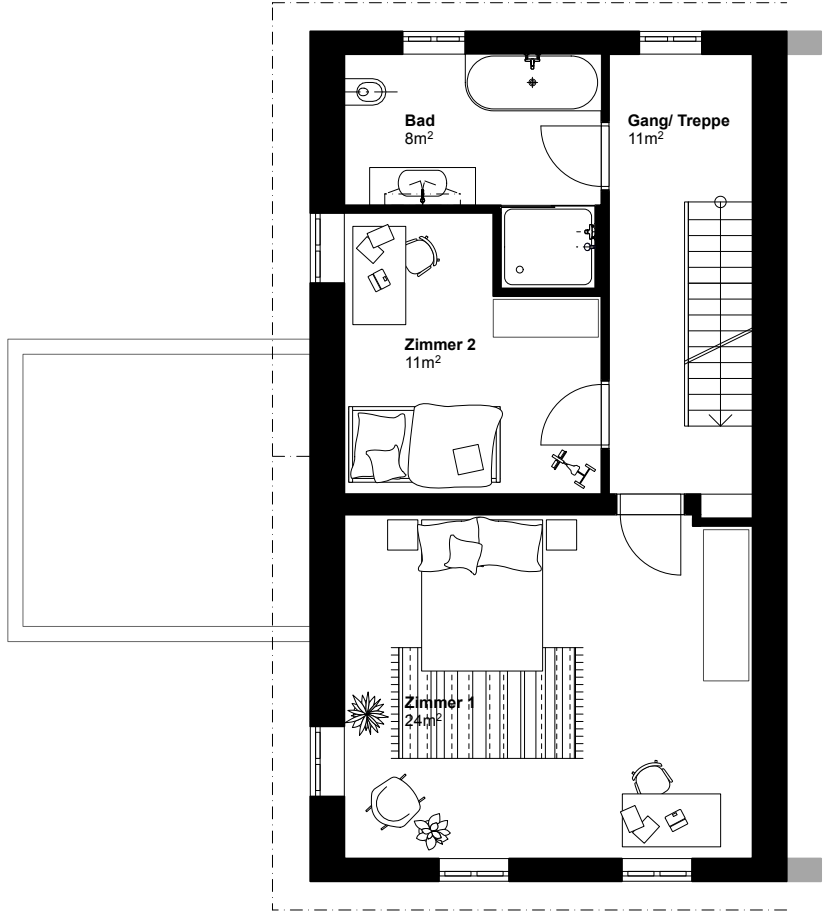 Bad
8m²
Gang/ Treppe
11m²
Zimmer 2
11m²
Zimmer 1
24m²